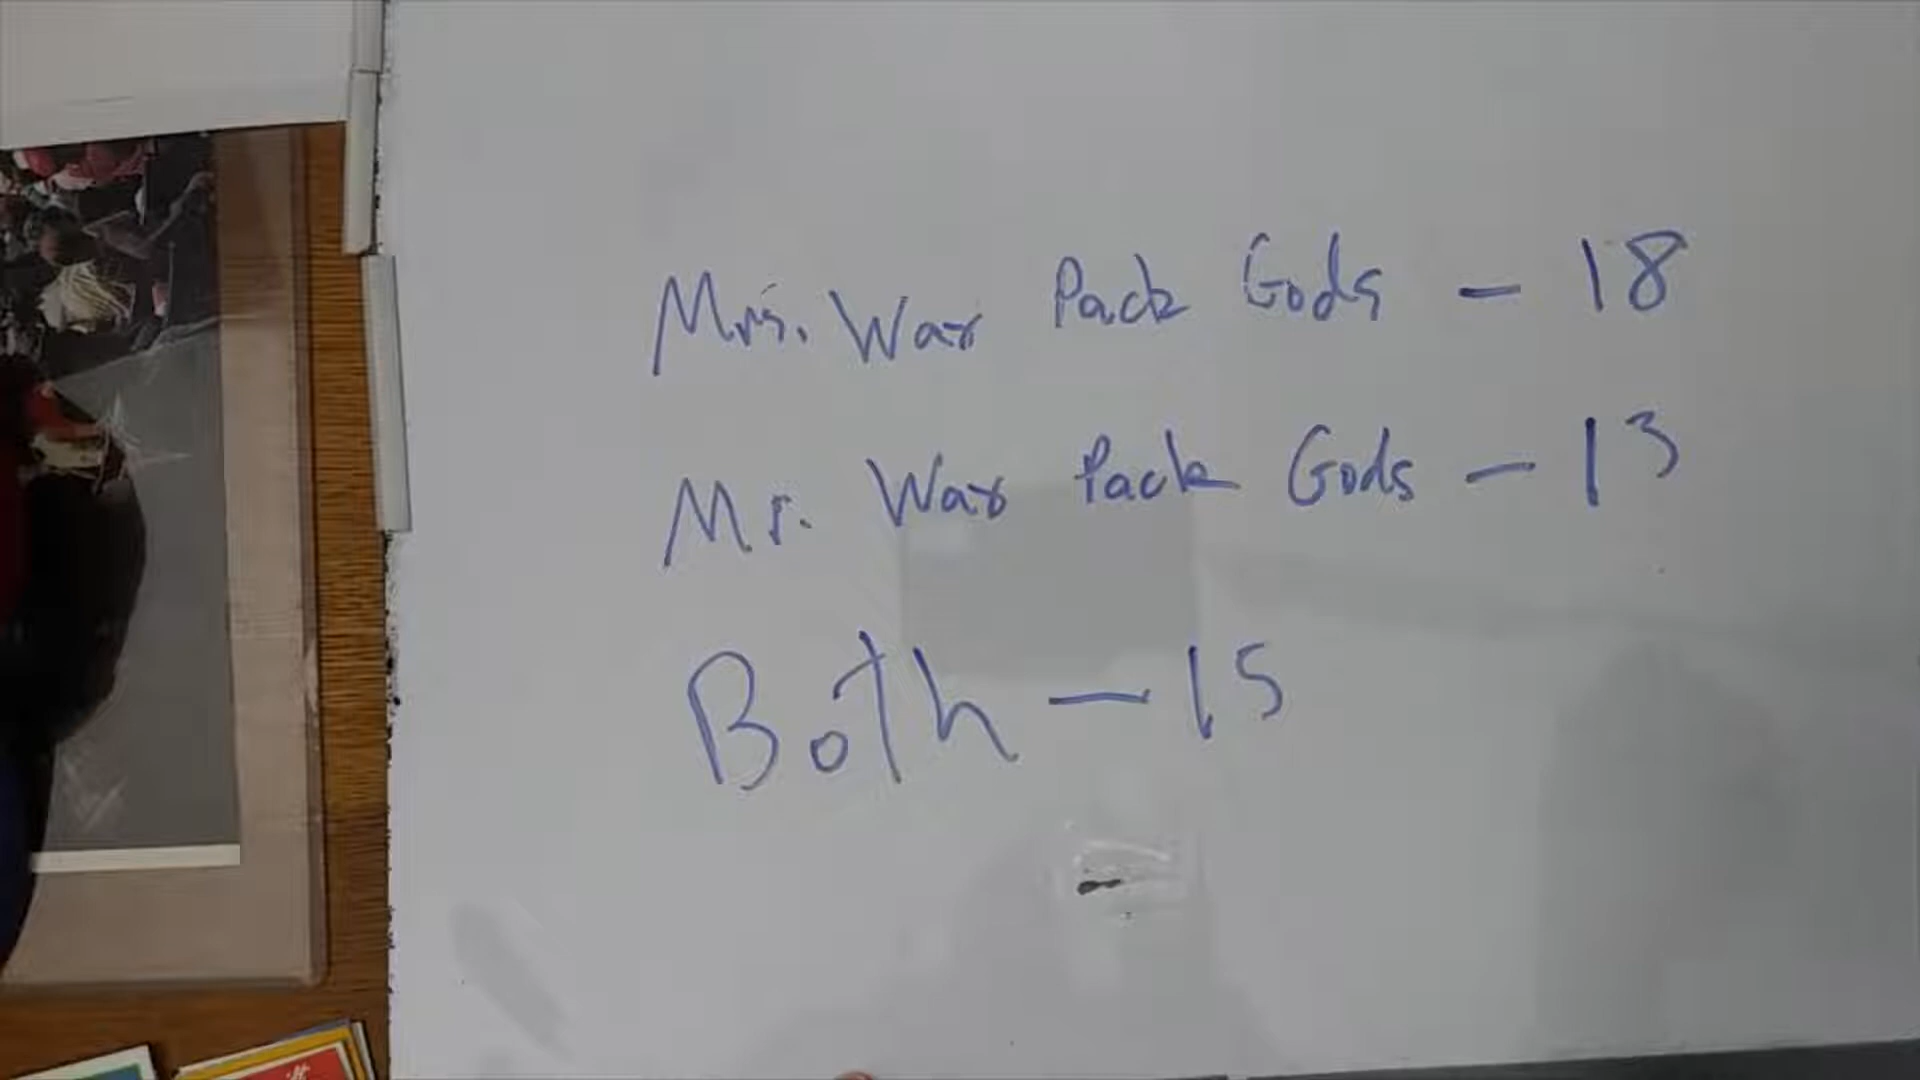 Mrs. War Pack Gods - 18
Mr. War Pack Gods - 13
Both - 15